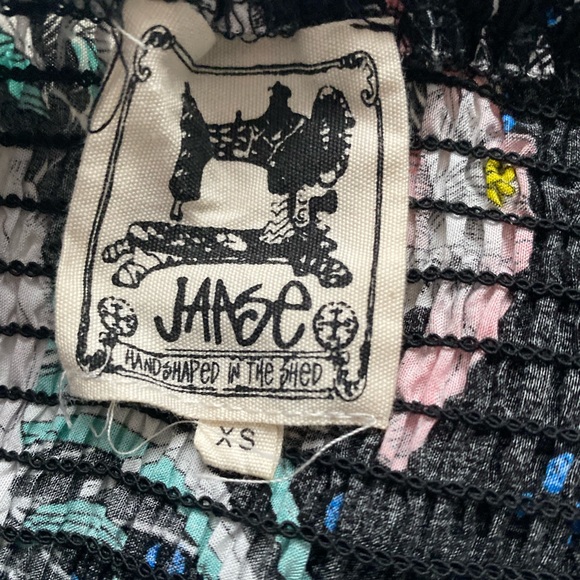 JAASE
HANDSHAPED IN THE SHED
XS